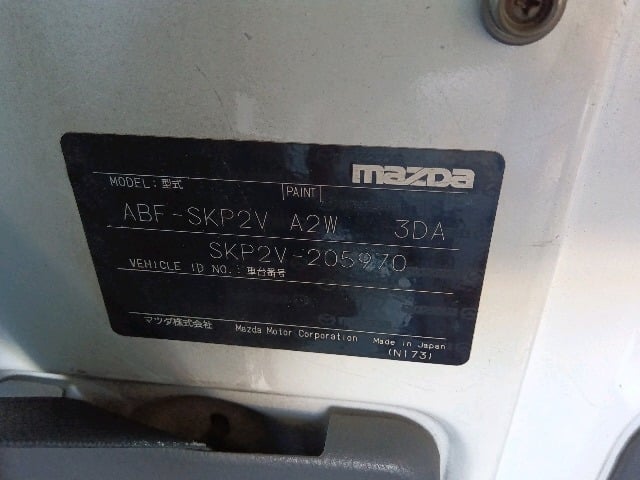 mazda
MODEL: 型式 PAINT
ABF-SKP2V A2W 3DA
SKP2V-205970
VEHICLE ID NO.: 車台番号
マツダ株式会社 Mazda Motor Corporation Made in Japan
(N173)